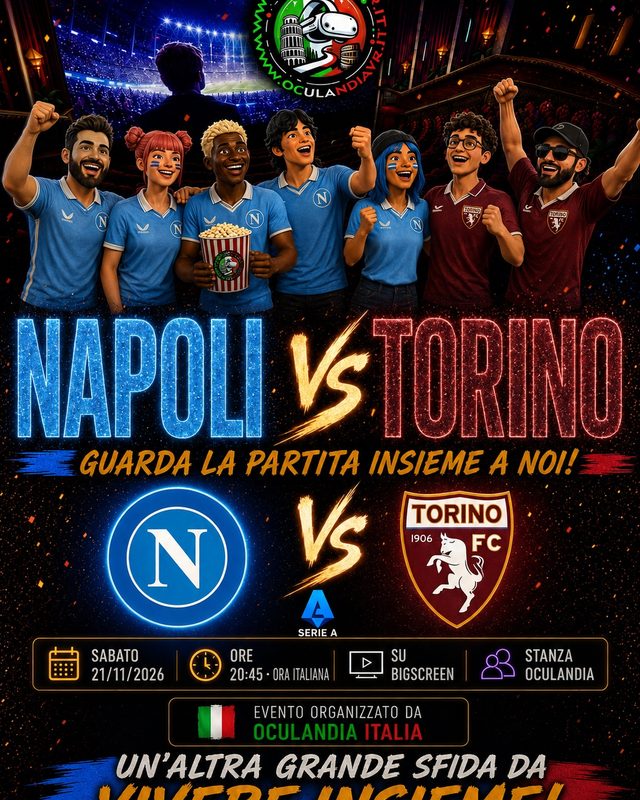 WWW.OCULANDIAVR.IT
NAPOLI VS TORINO
GUARDA LA PARTITA INSIEME A NOI!
N
VS
TORINO
1906 FC
SERIE A
SABATO
21/11/2026
ORE
20:45 • ORA ITALIANA
SU
BIGSCREEN
STANZA
OCULANDIA
EVENTO ORGANIZZATO DA
OCULANDIA ITALIA
UN'ALTRA GRANDE SFIDA DA
VIVERE INSIEME!